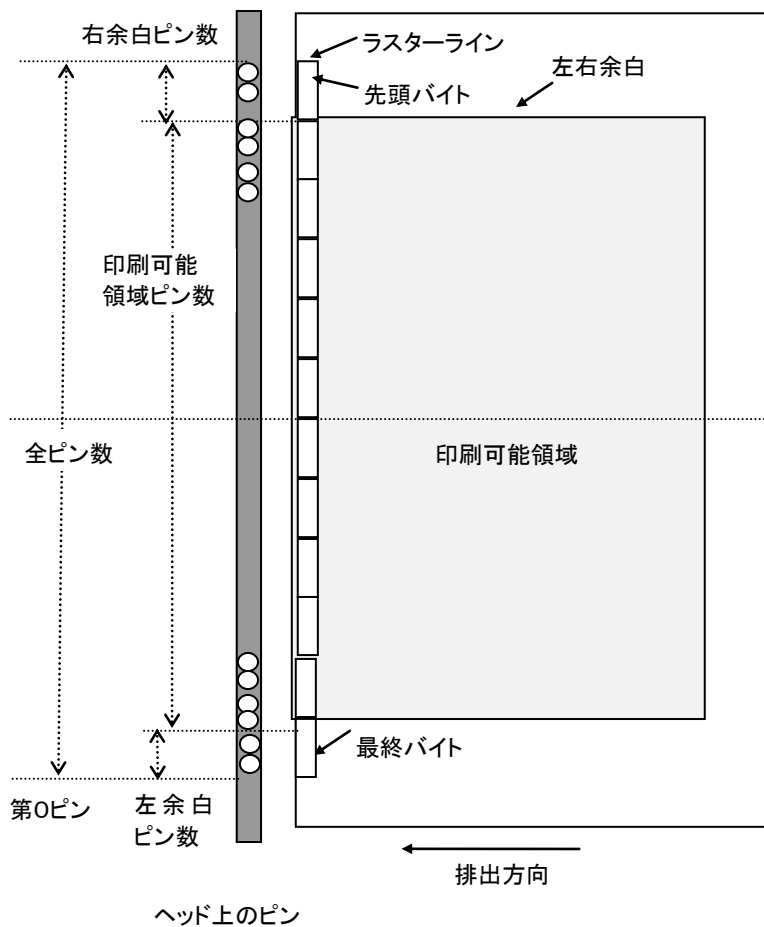 右余白ピン数
ラスターライン
左右余白
先頭バイト
印刷可能
領域ピン数
全ピン数
印刷可能領域
最終バイト
第0ピン
左余白
ピン数
排出方向
ヘッド上のピン